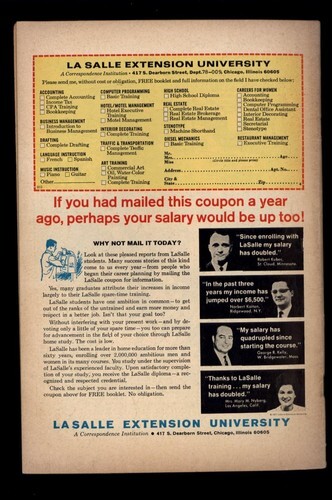 LA SALLE EXTENSION UNIVERSITY
A Correspondence Institution • 417 S. Dearborn Street, Dept. 78-00% Chicago, Illinois 60605
Please send me, without cost or obligation, FREE booklet and full information on the field I have checked below:
ACCOUNTING
Complete Accounting
Income Tax
CPA Training
Bookkeeping
BUSINESS MANAGEMENT
Introduction to
Business Management
DRAFTING
Complete Drafting
LANGUAGE INSTRUCTION
French Spanish
MUSIC INSTRUCTION
Piano Guitar
Other
COMPUTER PROGRAMMING
Basic Training
HOTEL/MOTEL MANAGEMENT
Hotel Executive
Training
Motel Management
INTERIOR DECORATING
Complete Training
TRAFFIC & TRANSPORTATION
Complete Traffic
Management
ART TRAINING
Commercial Art
Oil, Water-Color
Painting
Complete Training
HIGH SCHOOL
High School Diploma
REAL ESTATE
Complete Real Estate
Real Estate Brokerage
Real Estate Management
STENOTYPE
Machine Shorthand
DIESEL MECHANICS
Basic Training
CAREERS FOR WOMEN
Accounting
Bookkeeping
Computer Programming
Dental Office Assistant
Interior Decorating
Real Estate
Secretarial
Stenotype
RESTAURANT MANAGEMENT
Executive Training
Mr.
Mrs.
Miss Age
Address Apt. No.
City &
State Zip
If you had mailed this coupon a year
ago, perhaps your salary would be up too!
WHY NOT MAIL IT TODAY?
Look at these pleased reports from LaSalle
students. Many success stories of this kind
come to us every year—from people who
began their career planning by mailing the
LaSalle coupon for information.
Yes, many graduates attribute their increase in income
largely to their LaSalle spare-time training.
LaSalle students have one ambition in common—to get
out of the ranks of the untrained and earn more money
respect in a better job. Isn't that your goal too?
Without interfering with your present work—and by de-
voting only a little of your spare time—you too can prepare
for advancement in the field of your choice through LaSalle
home study. The cost is low.
LaSalle has been a leader in home education for more than
sixty years, enrolling over 2,000,000 ambitious men and
women in its many courses. You study under the supervision
of LaSalle's experienced faculty. Upon satisfactory comple-
tion of your study, you receive the LaSalle diploma—a rec-
ognized and respected credential.
Check the subject you are interested in—then send the
coupon above for FREE booklet. No obligation.
"Since enrolling with
LaSalle my salary
has doubled."
St. Cloud, Minnesota
"In the past three
years my income has
jumped over $6,500."
Ridgewood, N.Y.
"My salary has
quadrupled since
starting the course."
George R. Kelly,
W. Bridgewater, Mass.
"Thanks to LaSalle
training...my salary
has doubled."
Mrs. Mary M. Nyberg,
Los Angeles, Calif.
LA SALLE EXTENSION UNIVERSITY
A Correspondence Institution • 417 S. Dearborn Street, Chicago, Illinois 60605